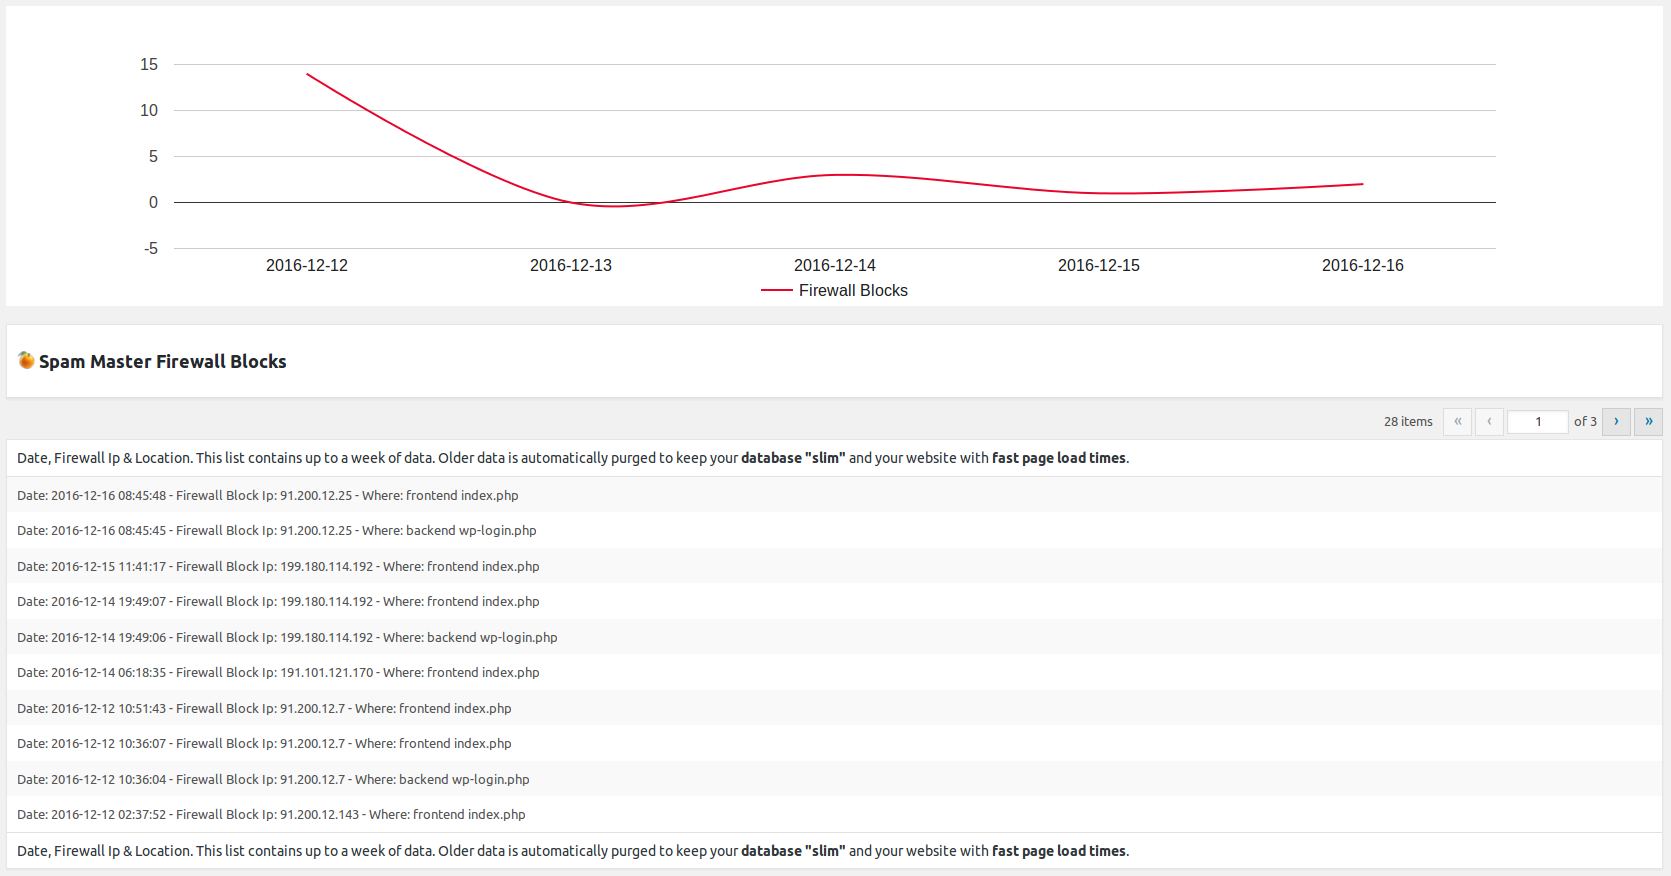 15
10
5
0
-5
2016-12-12 2016-12-13 2016-12-14 2016-12-15 2016-12-16
Firewall Blocks
Spam Master Firewall Blocks
28 items « ‹ 1 of 3 › »
Date, Firewall Ip & Location. This list contains up to a week of data. Older data is automatically purged to keep your database "slim" and your website with fast page load times.
Date: 2016-12-16 08:45:48 - Firewall Block Ip: 91.200.12.25 - Where: frontend index.php
Date: 2016-12-16 08:45:45 - Firewall Block Ip: 91.200.12.25 - Where: backend wp-login.php
Date: 2016-12-15 11:41:17 - Firewall Block Ip: 199.180.114.192 - Where: frontend index.php
Date: 2016-12-14 19:49:07 - Firewall Block Ip: 199.180.114.192 - Where: frontend index.php
Date: 2016-12-14 19:49:06 - Firewall Block Ip: 199.180.114.192 - Where: backend wp-login.php
Date: 2016-12-14 06:18:35 - Firewall Block Ip: 191.101.121.170 - Where: frontend index.php
Date: 2016-12-12 10:51:43 - Firewall Block Ip: 91.200.12.7 - Where: frontend index.php
Date: 2016-12-12 10:36:07 - Firewall Block Ip: 91.200.12.7 - Where: frontend index.php
Date: 2016-12-12 10:36:04 - Firewall Block Ip: 91.200.12.7 - Where: backend wp-login.php
Date: 2016-12-12 02:37:52 - Firewall Block Ip: 91.200.12.143 - Where: frontend index.php
Date, Firewall Ip & Location. This list contains up to a week of data. Older data is automatically purged to keep your database "slim" and your website with fast page load times.